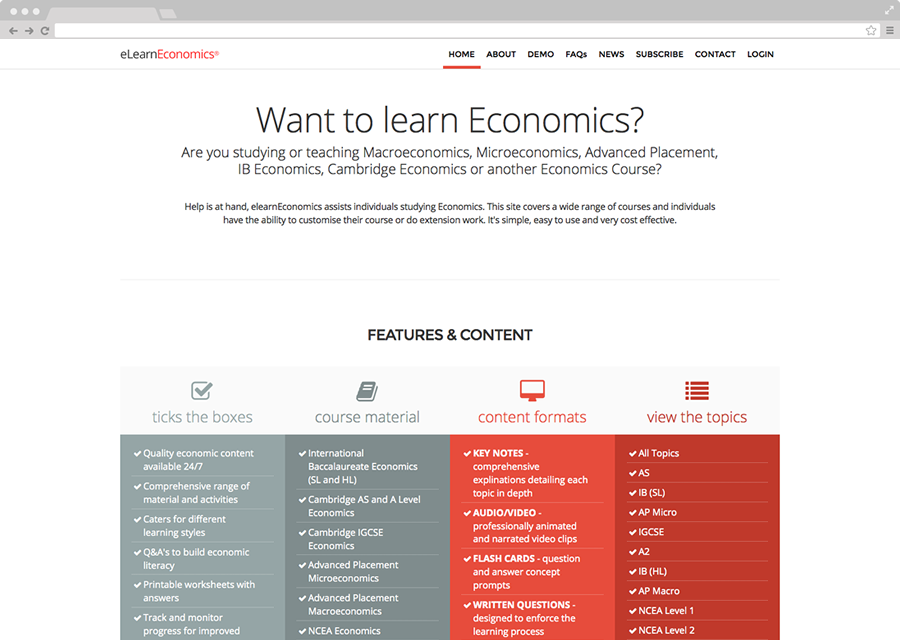 eLearnEconomics®
HOME ABOUT DEMO FAQs NEWS SUBSCRIBE CONTACT LOGIN
Want to learn Economics?
Are you studying or teaching Macroeconomics, Microeconomics, Advanced Placement,
IB Economics, Cambridge Economics or another Economics Course?
Help is at hand, elearnEconomics assists individuals studying Economics. This site covers a wide range of courses and individuals
have the ability to customise their course or do extension work. It's simple, easy to use and very cost effective.
FEATURES & CONTENT
ticks the boxes
Quality economic content
available 24/7
Comprehensive range of
material and activities
Caters for different
learning styles
Q&A's to build economic
literacy
Printable worksheets with
answers
Track and monitor
progress for improved
course material
International
Baccalaureate Economics
(SL and HL)
Cambridge AS and A Level
Economics
Cambridge IGCSE
Economics
Advanced Placement
Microeconomics
Advanced Placement
Macroeconomics
NCEA Economics
content formats
KEY NOTES -
comprehensive
explinations detailing each
topic in depth
AUDIO/VIDEO -
professionally animated
and narrated video clips
FLASH CARDS - question
and answer concept
prompts
WRITTEN QUESTIONS -
designed to enforce the
learning process
view the topics
All Topics
AS
IB (SL)
AP Micro
IGCSE
A2
IB (HL)
AP Macro
NCEA Level 1
NCEA Level 2